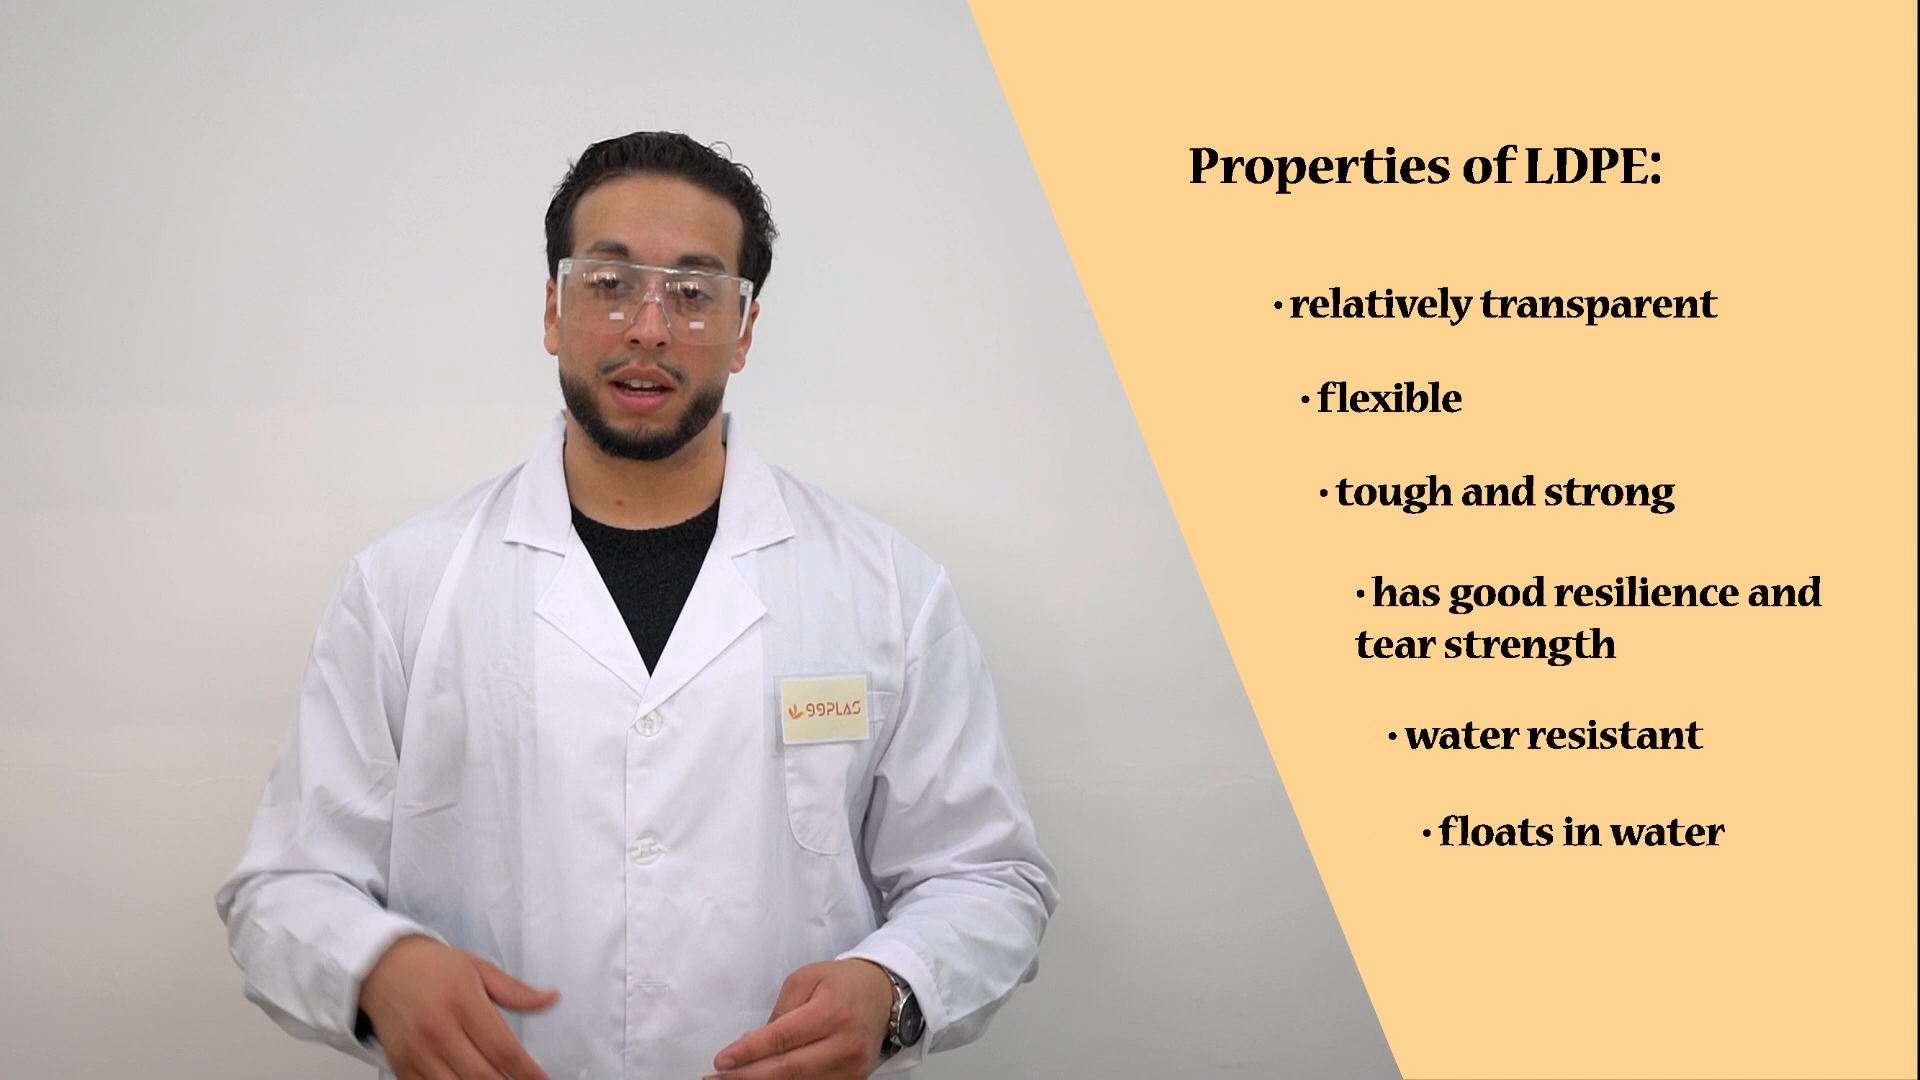 Properties of LDPE:
· relatively transparent
· flexible
· tough and strong
· has good resilience and
tear strength
· water resistant
· floats in water
99PLAS